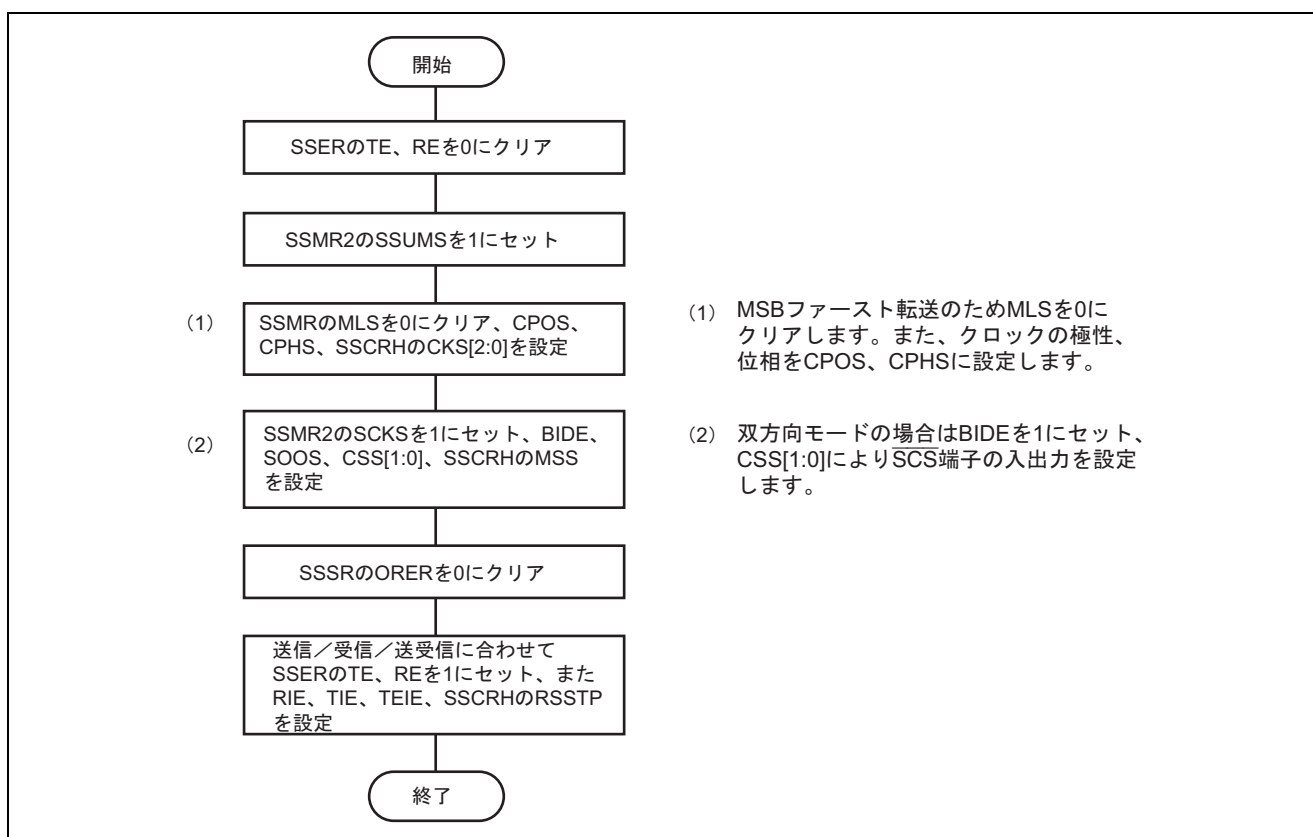 開始
SSERのTE、REを0にクリア
SSMR2のSSUMSを1にセット
(1)
SSMRのMLSを0にクリア、CPOS、
CPHS、SSCRHのCKS[2:0]を設定
(1) MSBファースト転送のためMLSを0に
クリアします。また、クロックの極性、
位相をCPOS、CPHSに設定します。
(2)
SSMR2のSCKSを1にセット、BIDE、
SOOS、CSS[1:0]、SSCRHのMSS
を設定
(2) 双方向モードの場合はBIDEを1にセット、
CSS[1:0]によりSCS端子の入出力を設定
します。
SSSRのORERを0にクリア
送信/受信/送受信に合わせて
SSERのTE、REを1にセット、また
RIE、TIE、TEIE、SSCRHのRSSTP
を設定
終了